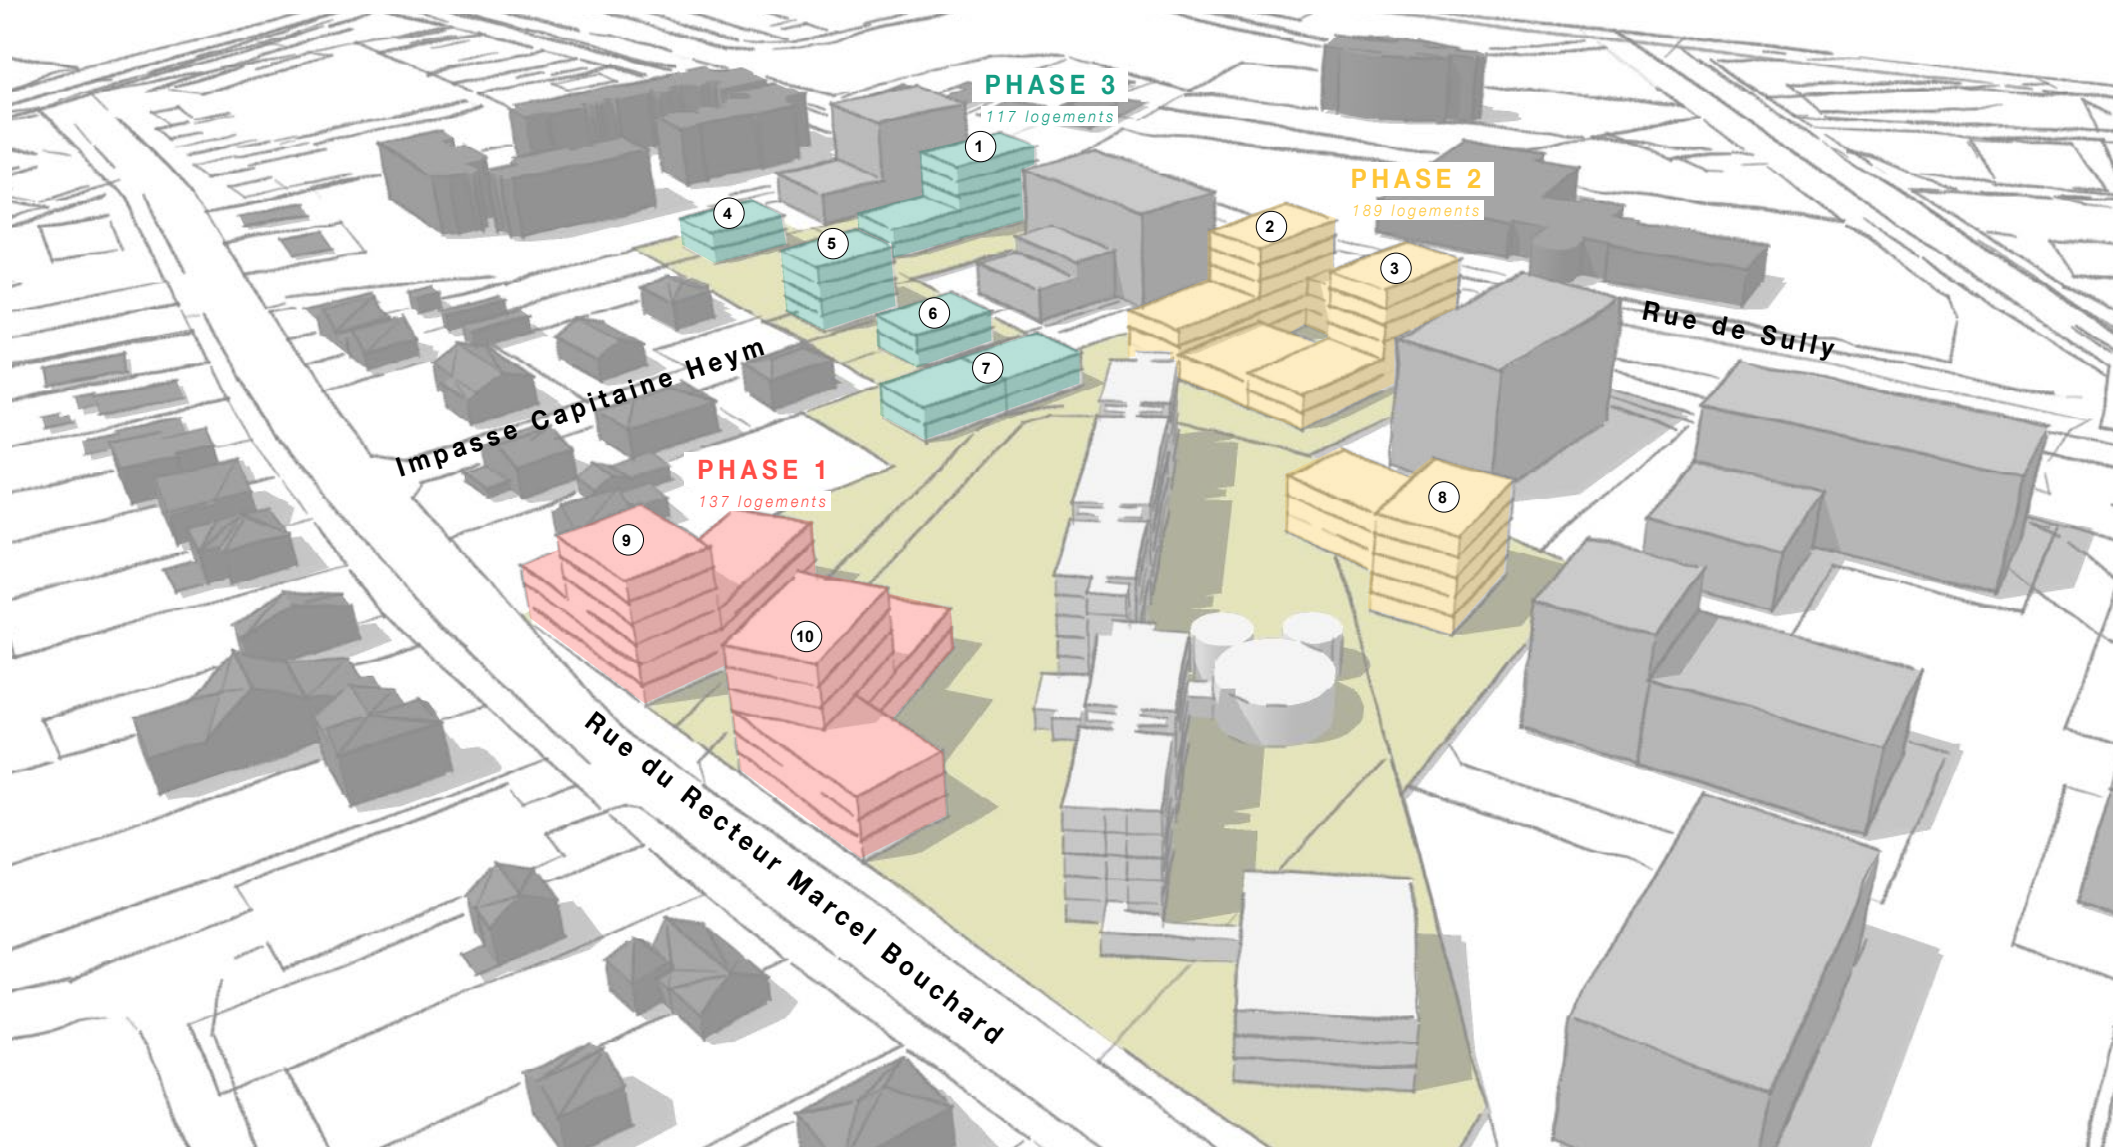 PHASE 3
117 logements
1
PHASE 2
189 logements
4
2
5
3
6
Rue de Sully
7
Impasse Capitaine Heym
PHASE 1
137 logements
8
9
10
Rue du Recteur Marcel Bouchard